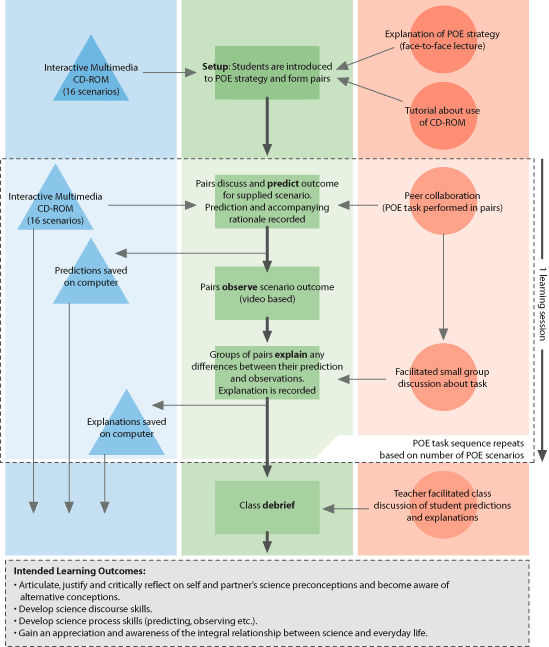 Explanation of POE strategy
(face-to-face lecture)
Interactive Multimedia
CD-ROM
(16 scenarios)
Setup: Students are introduced
to POE strategy and form pairs
Tutorial about use
of CD-ROM
Interactive Multimedia
CD-ROM
(16 scenarios)
Pairs discuss and predict outcome
for supplied scenario.
Prediction and accompanying
rationale recorded
Peer collaboration
(POE task performed in pairs)
1 learning session
Predictions saved
on computer
Pairs observe scenario outcome
(video based)
Groups of pairs explain any
differences between their prediction
and observations.
Explanation is recorded
Facilitated small group
discussion about task
Explanations saved
on computer
POE task sequence repeats
based on number of POE scenarios
Class debrief
Teacher facilitated class
discussion of student predictions
and explanations
Intended Learning Outcomes:
• Articulate, justify and critically reflect on self and partner's science preconceptions and become aware of
alternative conceptions.
• Develop science discourse skills.
• Develop science process skills (predicting, observing etc.).
• Gain an appreciation and awareness of the integral relationship between science and everyday life.